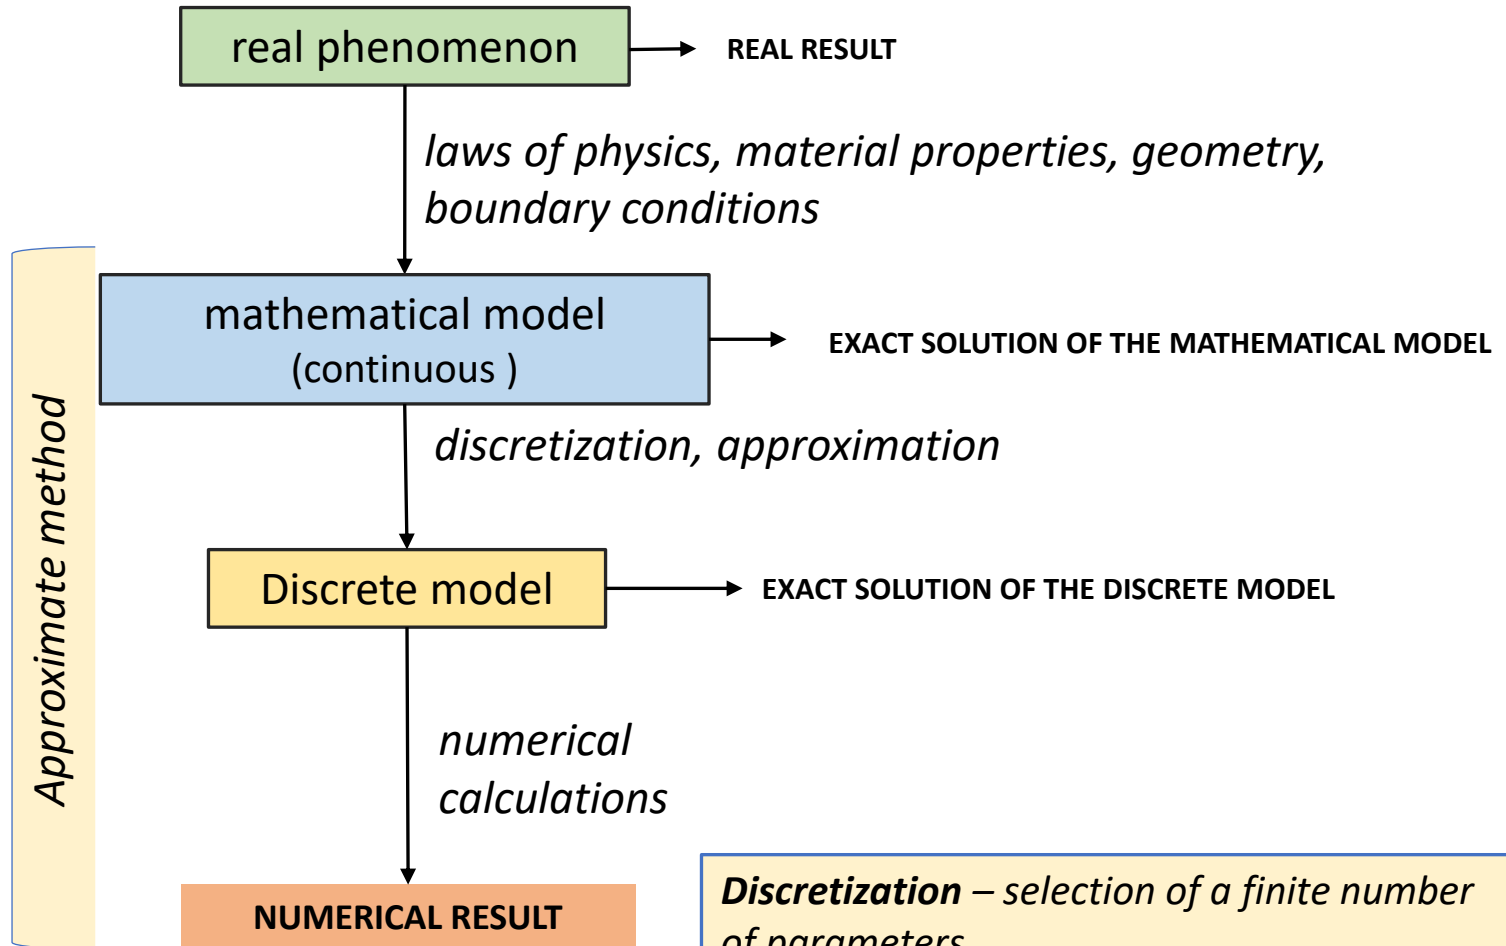 real phenomenon
REAL RESULT
laws of physics, material properties, geometry,
boundary conditions
Approximate method
mathematical model
(continuous )
EXACT SOLUTION OF THE MATHEMATICAL MODEL
discretization, approximation
Discrete model
EXACT SOLUTION OF THE DISCRETE MODEL
numerical
calculations
NUMERICAL RESULT
Discretization – selection of a finite number
of parameters